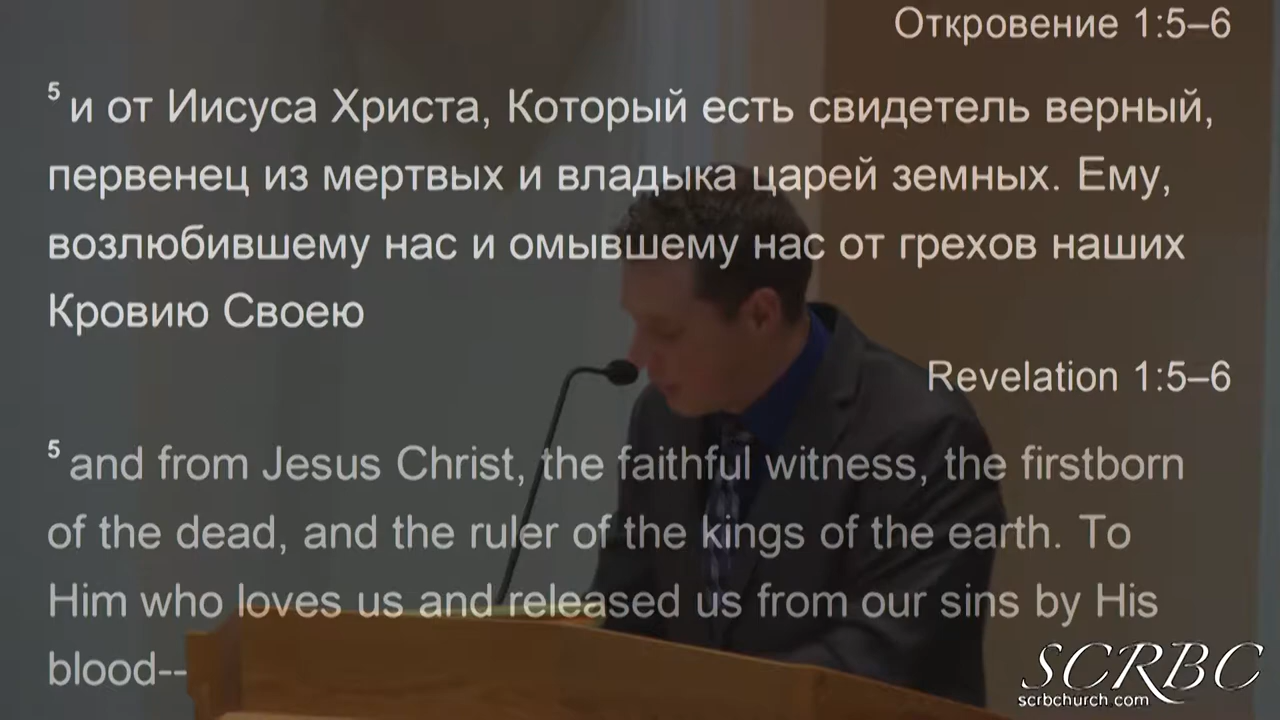 Откровение 1:5–6
5 и от Иисуса Христа, Который есть свидетель верный,
первенец из мертвых и владыка царей земных. Ему,
возлюбившему нас и омывшему нас от грехов наших
Кровию Своею
Revelation 1:5–6
5 and from Jesus Christ, the faithful witness, the firstborn
of the dead, and the ruler of the kings of the earth. To
Him who loves us and released us from our sins by His
blood--
SCRBC
scrbchurch.com